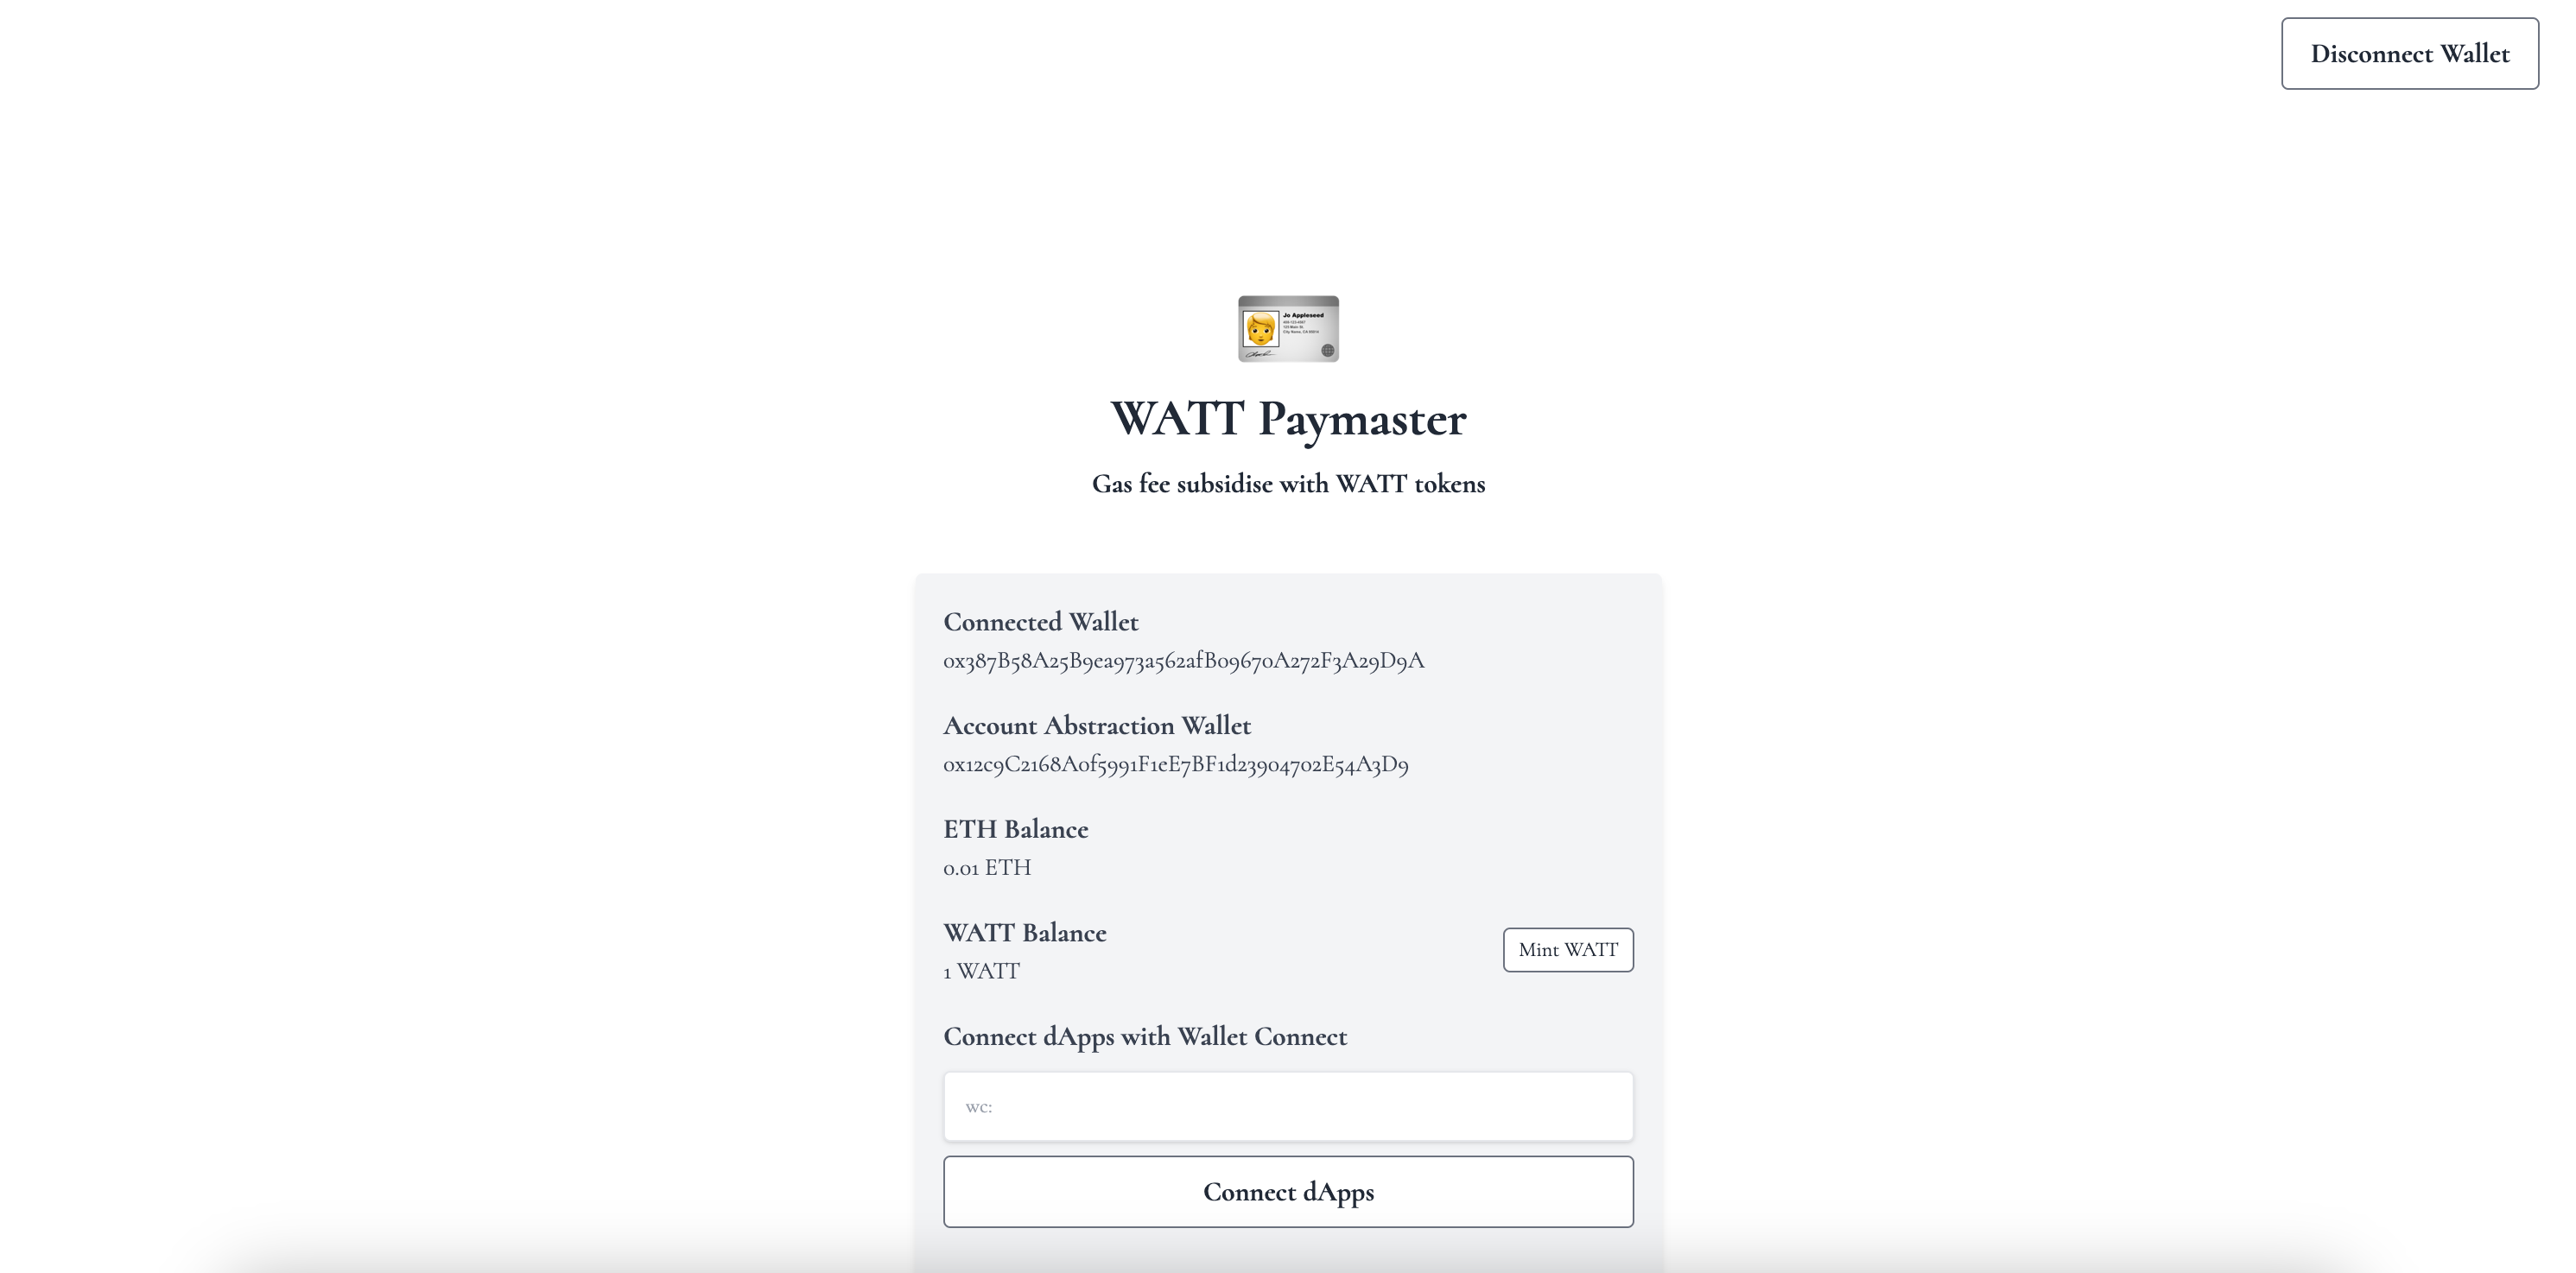 Disconnect Wallet
Jo Appleseed
WATT Paymaster
Gas fee subsidise with WATT tokens
Connected Wallet
0x387B58A25B9ea973a562afB09670A272F3A29D9A
Account Abstraction Wallet
0x12c9C2168A0f5991F1eE7BF1d23904702E54A3D9
ETH Balance
0.01 ETH
WATT Balance
1 WATT
Mint WATT
Connect dApps with Wallet Connect
wc:
Connect dApps